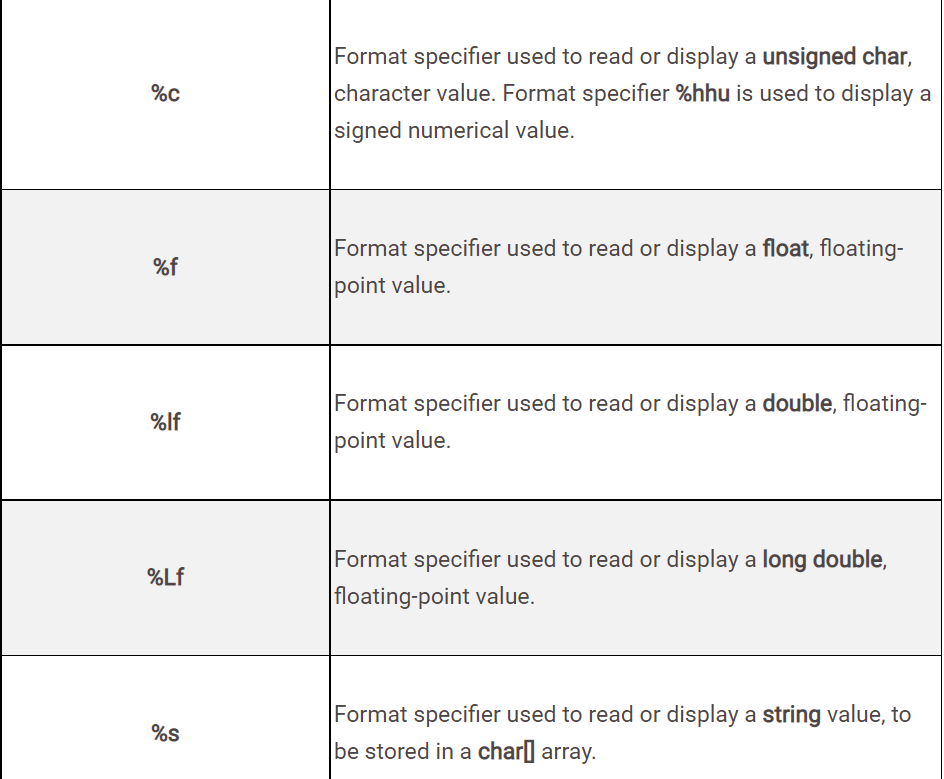 Format specifier used to read or display a unsigned char,
%c
character value. Format specifier %hhu is used to display a
signed numerical value.
%f
Format specifier used to read or display a float, floating-
point value.
%lf
Format specifier used to read or display a double, floating-
point value.
%Lf
Format specifier used to read or display a long double,
floating-point value.
%s
Format specifier used to read or display a string value, to
be stored in a char[] array.